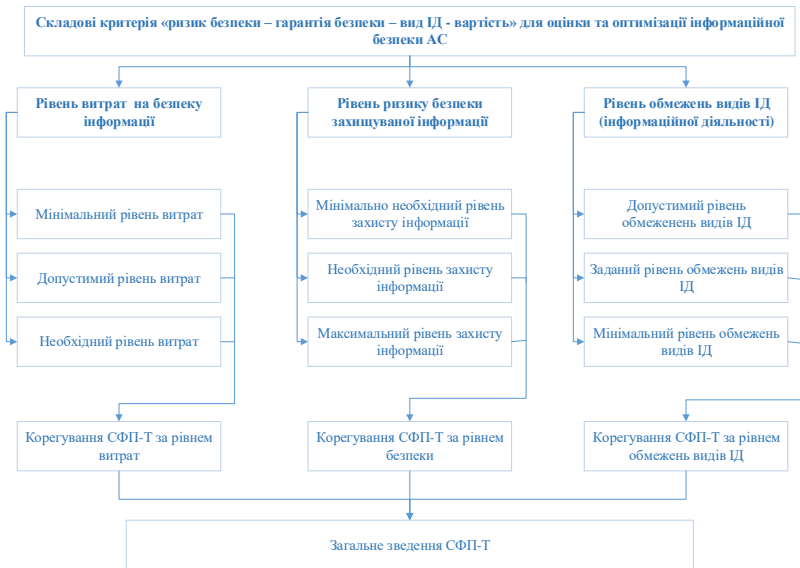 Складові критерія «ризик безпеки – гарантія безпеки – вид ІД - вартість» для оцінки та оптимізації інформаційної
безпеки АС
Рівень витрат на безпеку
інформації
Мінімальний рівень витрат
Допустимий рівень витрат
Необхідний рівень витрат
Корегування СФП-Т за рівнем
витрат
Рівень ризику безпеки
захищуваної інформації
Мінімально необхідний рівень
захисту інформації
Необхідний рівень захисту
інформації
Максимальний рівень захисту
інформації
Корегування СФП-Т за рівнем
безпеки
Рівень обмежень видів ІД
(інформаційної діяльності)
Допустимий рівень
обмеженень видів ІД
Заданий рівень обмежень видів
ІД
Мінімальний рівень обмежень
видів ІД
Корегування СФП-Т за рівнем
обмежень видів ІД
Загальне зведення СФП-Т